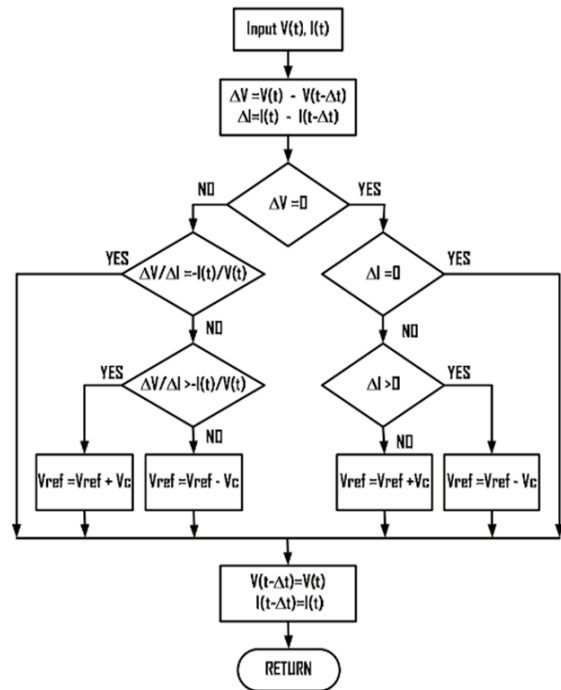 Input V(t), I(t)
ΔV =V(t) - V(t-Δt)
ΔI=I(t) - I(t-Δt)
NO
YES
ΔV =0
YES
ΔV/ΔI =-I(t)/V(t)
ΔI =0
YES
NO
NO
YES
ΔV/ΔI >-I(t)/V(t)
ΔI >0
YES
NO
NO
Vref =Vref + Vc
Vref =Vref - Vc
Vref =Vref +Vc
Vref =Vref - Vc
V(t-Δt)=V(t)
I(t-Δt)=I(t)
RETURN